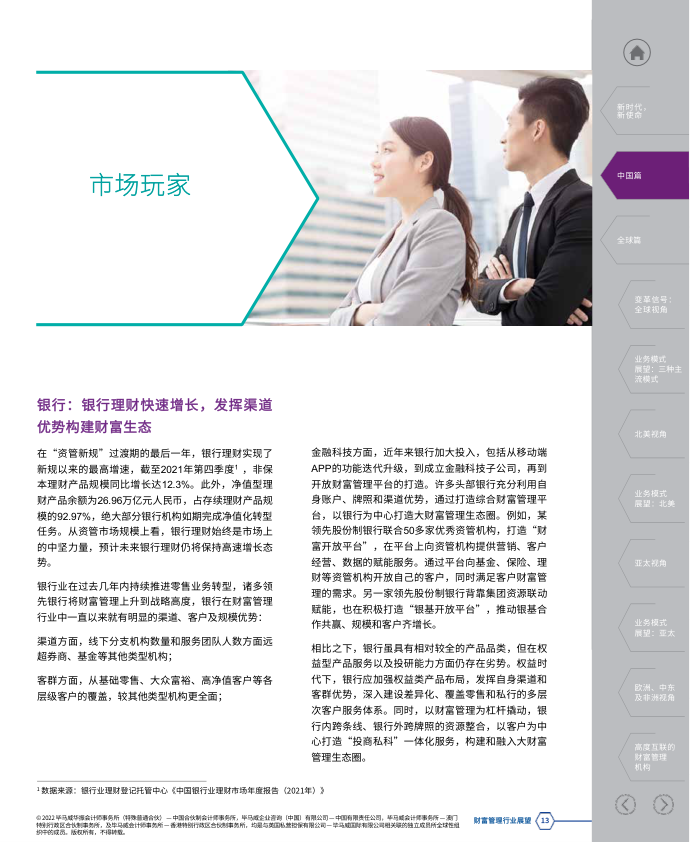 市场玩家
银行：银行理财快速增长，发挥渠道
优势构建财富生态
在“资管新规”过渡期的最后一年，银行理财实现了
新规以来的最高增速，截至2021年第四季度¹，非保
本理财产品规模同比增长达12.3%。此外，净值型理
财产品余额为26.96万亿元人民币，占存续理财产品规
模的92.97%，绝大部分银行机构如期完成净值化转型
任务。从资管市场规模上看，银行理财始终是市场上
的中坚力量，预计未来银行理财仍将保持高速增长态
势。
银行业在过去几年内持续推进零售业务转型，诸多领
先银行将财富管理上升到战略高度，银行在财富管理
行业中一直以来就有明显的渠道、客户及规模优势：
渠道方面，线下分支机构数量和服务团队人数方面远
超券商、基金等其他类型机构；
客群方面，从基础零售、大众富裕、高净值客户等各
层级客户的覆盖，较其他类型机构更全面；
金融科技方面，近年来银行加大投入，包括从移动端
APP的功能迭代升级，到成立金融科技子公司，再到
开放财富管理平台的打造。许多头部银行充分利用自
身账户、牌照和渠道优势，通过打造综合财富管理平
台，以银行为中心打造大财富管理生态圈。例如，某
领先股份制银行联合50多家优秀资管机构，打造“财
富开放平台”，在平台上向资管机构提供营销、客户
经营、数据的赋能服务。通过平台向基金、保险、理
财等资管机构开放自己的客户，同时满足客户财富管
理的需求。另一家领先股份制银行背靠集团资源联动
赋能，也在积极打造“银基开放平台”，推动银基合
作共赢、规模和客户齐增长。
相比之下，银行虽具有相对较全的产品品类，但在权
益型产品服务以及投研能力方面仍存在劣势。权益时
代下，银行应加强权益类产品布局，发挥自身渠道和
客群优势，深入建设差异化、覆盖零售和私行的多层
次客户服务体系。同时，以财富管理为杠杆撬动，银
行内跨条线、银行外跨牌照的资源整合，以客户为中
心打造“投商私科”一体化服务，构建和融入大财富
管理生态圈。
¹ 数据来源：银行业理财登记托管中心《中国银行业理财市场年度报告（2021年）》
© 2022 毕马威华振会计师事务所（特殊普通合伙） — 中国合伙制会计师事务所，毕马威企业咨询（中国）有限公司 — 中国有限责任公司，毕马威会计师事务所 — 澳门
特别行政区合伙制事务所，及毕马威会计师事务所 — 香港特别行政区合伙制事务所，均是与英国私营担保有限公司 — 毕马威国际有限公司相关联的独立成员所全球性组
织中的成员。版权所有，不得转载。
财富管理行业展望
13
新时代，
新使命
中国篇
全球篇
变革信号：
全球视角
业务模式
展望：三种主
流模式
北美视角
业务模式
展望：北美
亚太视角
业务模式
展望：亚太
欧洲、中东
及非洲视角
高度互联的
财富管理
机构